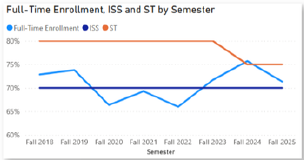 Full-Time Enrollment, ISS and ST by Semester
Full-Time Enrollment ISS ST
80%
75%
70%
65%
60%
Fall 2018 Fall 2019 Fall 2020 Fall 2021 Fall 2022 Fall 2023 Fall 2024 Fall 2025
Semester